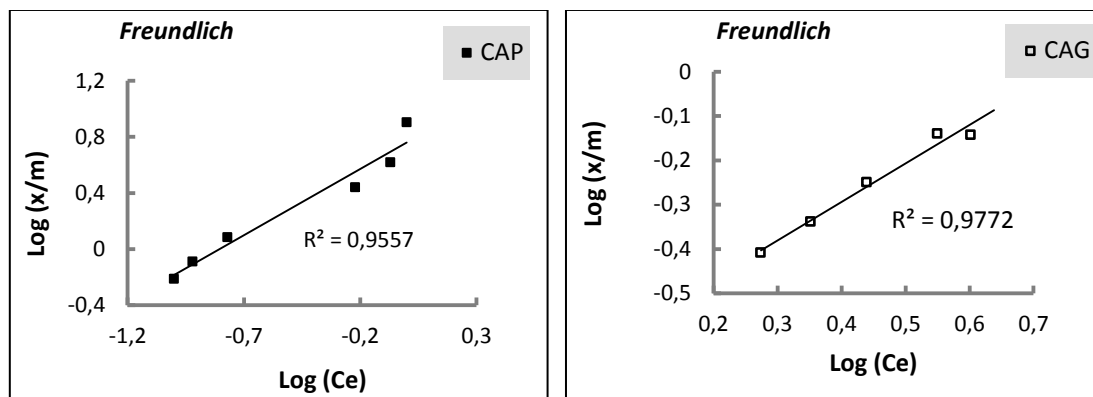 Freundlich
CAP
1,2
0,8
0,4
0
-0,4
Log (x/m)
R² = 0,9557
-1,2 -0,7 -0,2 0,3
Log (Ce)
Freundlich
CAG
0
-0,1
-0,2
-0,3
-0,4
-0,5
Log (x/m)
R² = 0,9772
0,2 0,3 0,4 0,5 0,6 0,7
Log (Ce)